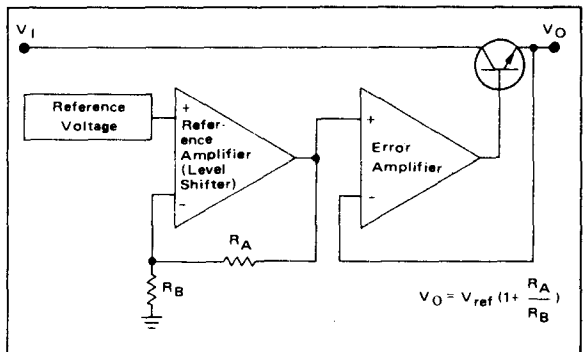 VI
VO
Reference
Voltage
+
Refer-
ence
Amplifier
(Level
Shifter)
-
+
Error
Amplifier
-
RA
RB
VO = Vref (1+ RA/RB)